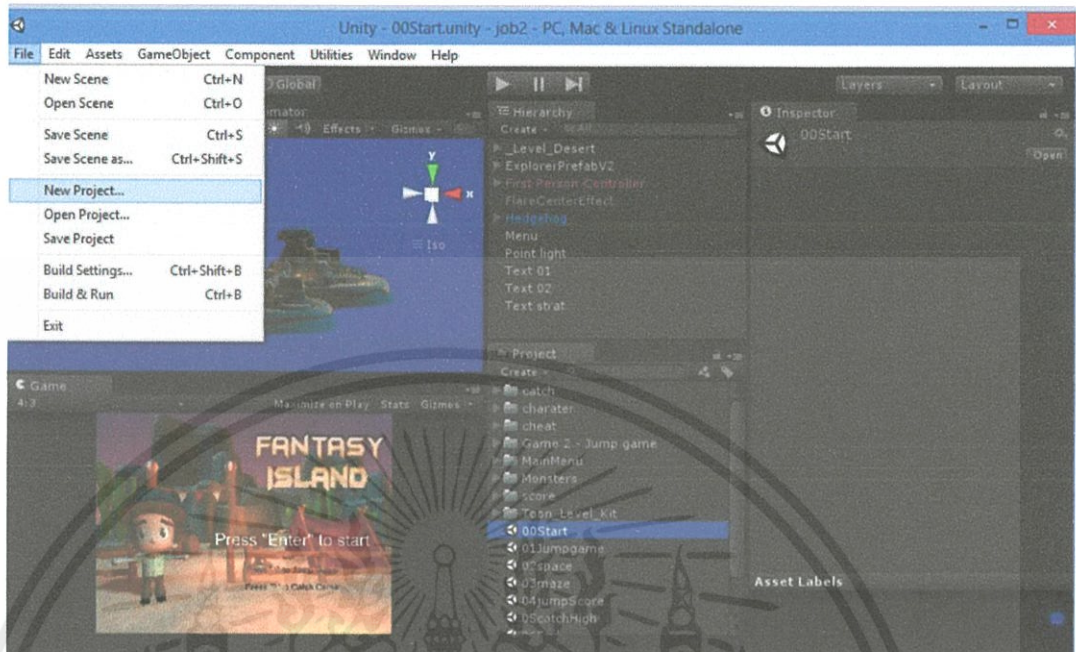 Unity - 00Start.unity - job2 - PC, Mac & Linux Standalone
File Edit Assets GameObject Component Utilities Window Help
New Scene Ctrl+N
Open Scene Ctrl+O
Save Scene Ctrl+S
Save Scene as... Ctrl+Shift+S
New Project...
Open Project...
Save Project
Build Settings... Ctrl+Shift+B
Build & Run Ctrl+B
Exit
Global
Layers Layout
mator
Effects Gizmos
y
x
Iso
Hierarchy
Create All
_Level_Desert
ExplorerPrefabV2
First Person Controller
FlareCenterEffect
Hedgehog
Menu
Point light
Text 01
Text 02
Text strat
Inspector
00Start
Open
Project
Create
catch
charater
cheat
Game 2 - Jump game
MainMenu
Monsters
score
Toon_Level_Kit
00Start
01Jumpgame
02space
03maze
04jumpScore
05catchHigh
Asset Labels
Game
4:3 Maximize on Play Stats Gizmos
FANTASY
ISLAND
Press "Enter" to start